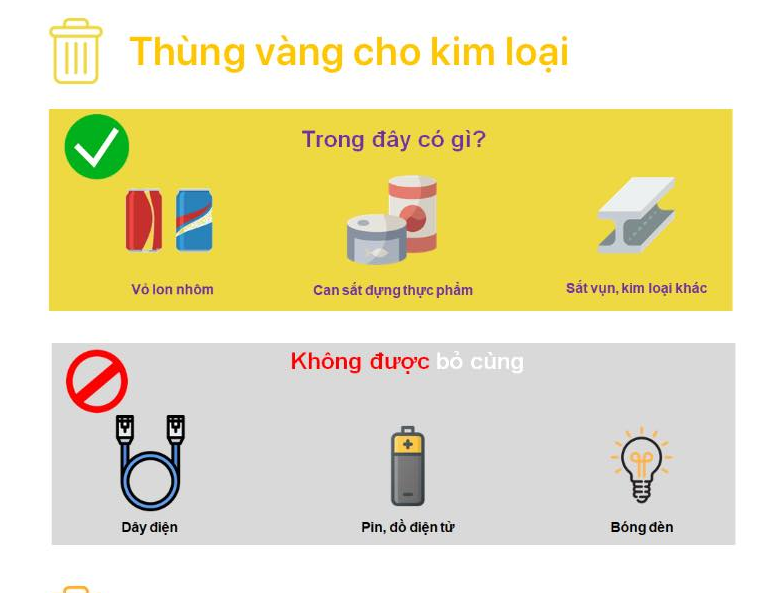 Thùng vàng cho kim loại
Trong đây có gì?
Vỏ lon nhôm
Can sắt đựng thực phẩm
Sắt vụn, kim loại khác
Không được bỏ cùng
Dây điện
Pin, đồ điện tử
Bóng đèn